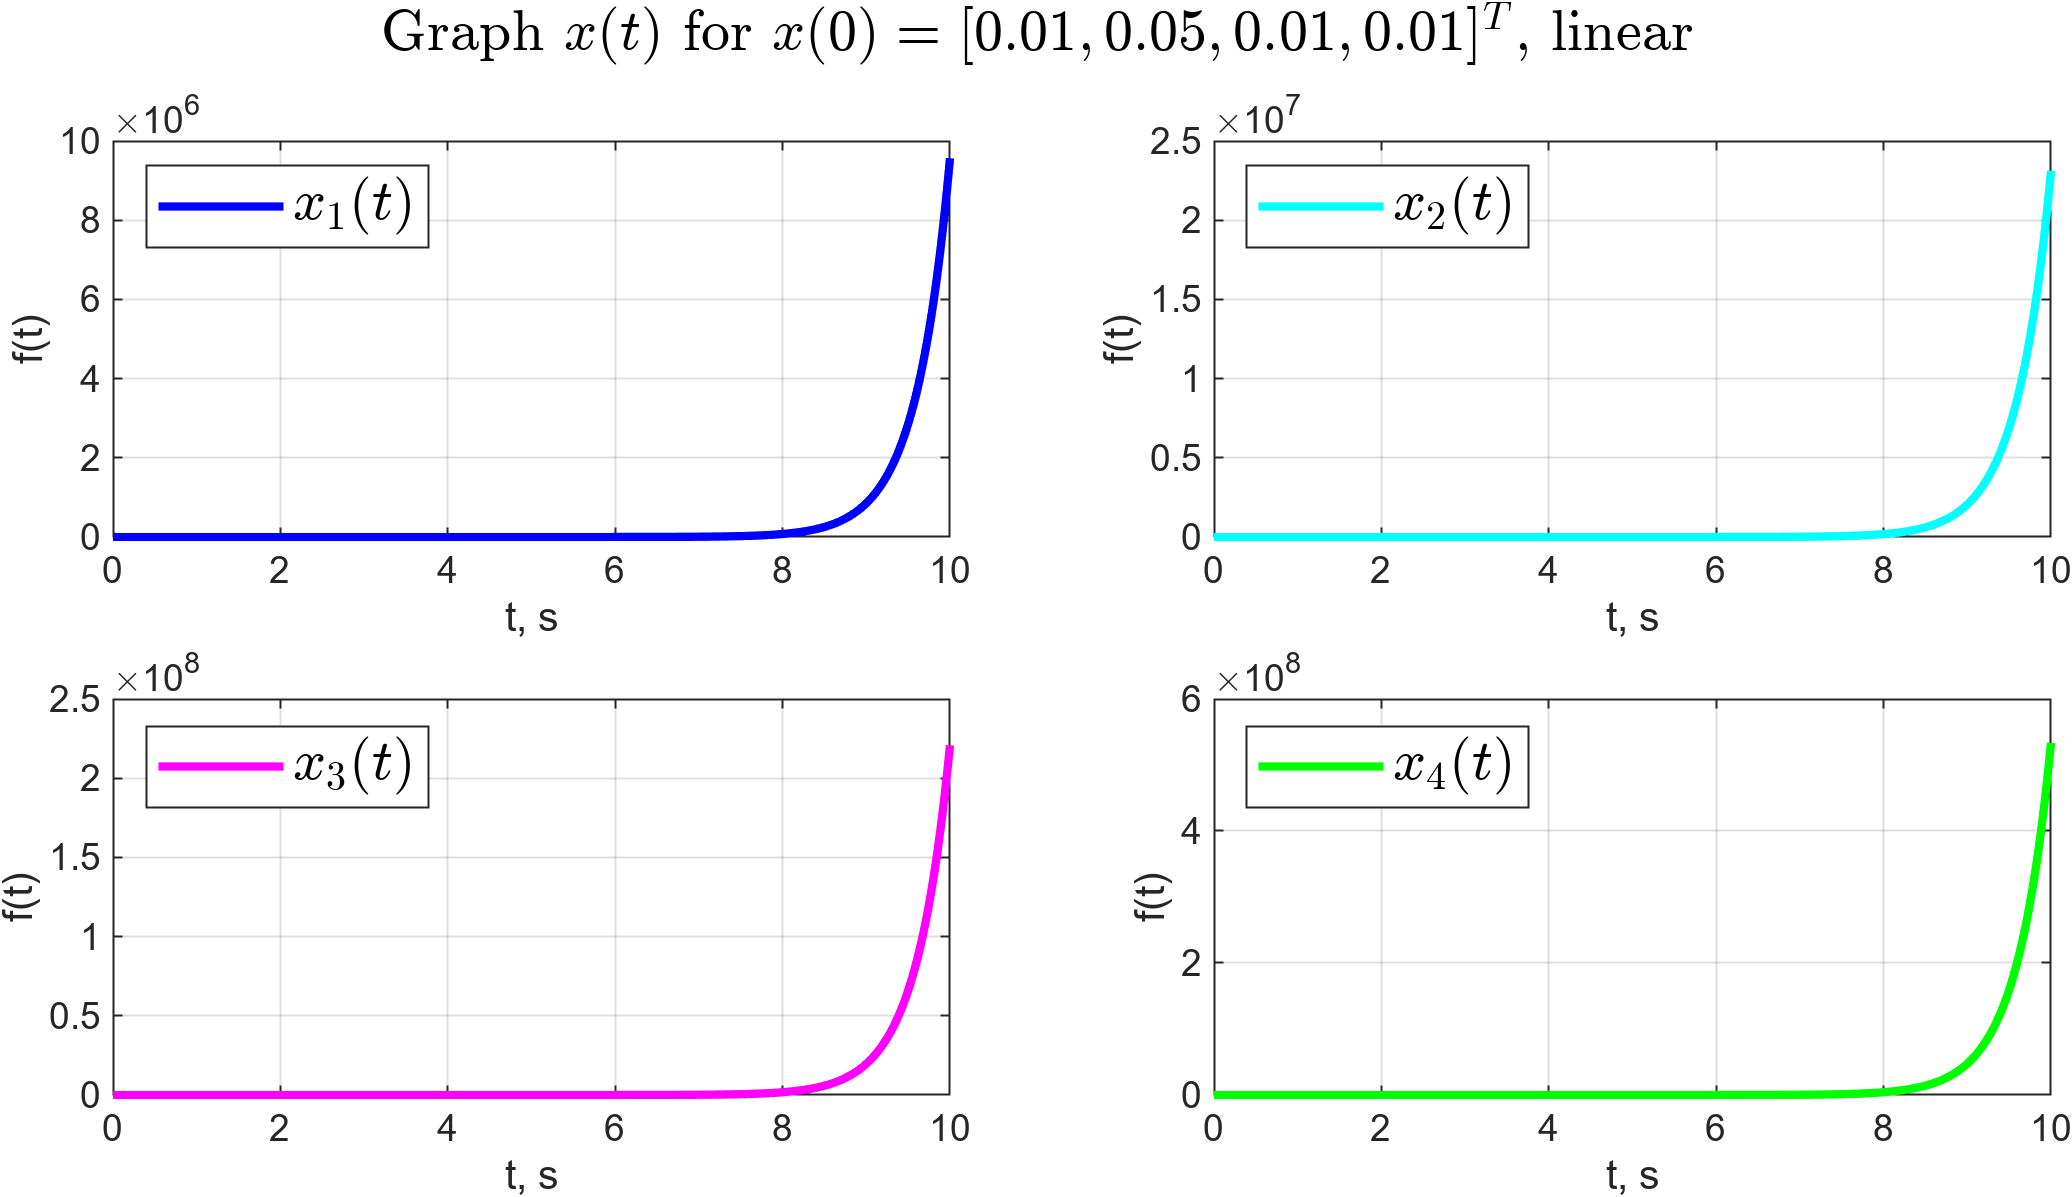 Graph x(t) for x(0) = [0.01, 0.05, 0.01, 0.01]^T, linear
×10^6
10
8
6
4
2
0
f(t)
x_1(t)
0 2 4 6 8 10
t, s
×10^7
2.5
2
1.5
1
0.5
0
f(t)
x_2(t)
0 2 4 6 8 10
t, s
×10^8
2.5
2
1.5
1
0.5
0
f(t)
x_3(t)
0 2 4 6 8 10
t, s
×10^8
6
4
2
0
f(t)
x_4(t)
0 2 4 6 8 10
t, s